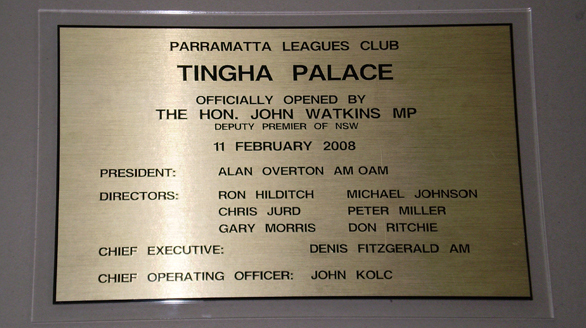 PARRAMATTA LEAGUES CLUB
TINGHA PALACE
OFFICIALLY OPENED BY
THE HON. JOHN WATKINS MP
DEPUTY PREMIER OF NSW
11 FEBRUARY 2008
PRESIDENT: ALAN OVERTON AM OAM
DIRECTORS: RON HILDITCH MICHAEL JOHNSON
CHRIS JURD PETER MILLER
GARY MORRIS DON RITCHIE
CHIEF EXECUTIVE: DENIS FITZGERALD AM
CHIEF OPERATING OFFICER: JOHN KOLC